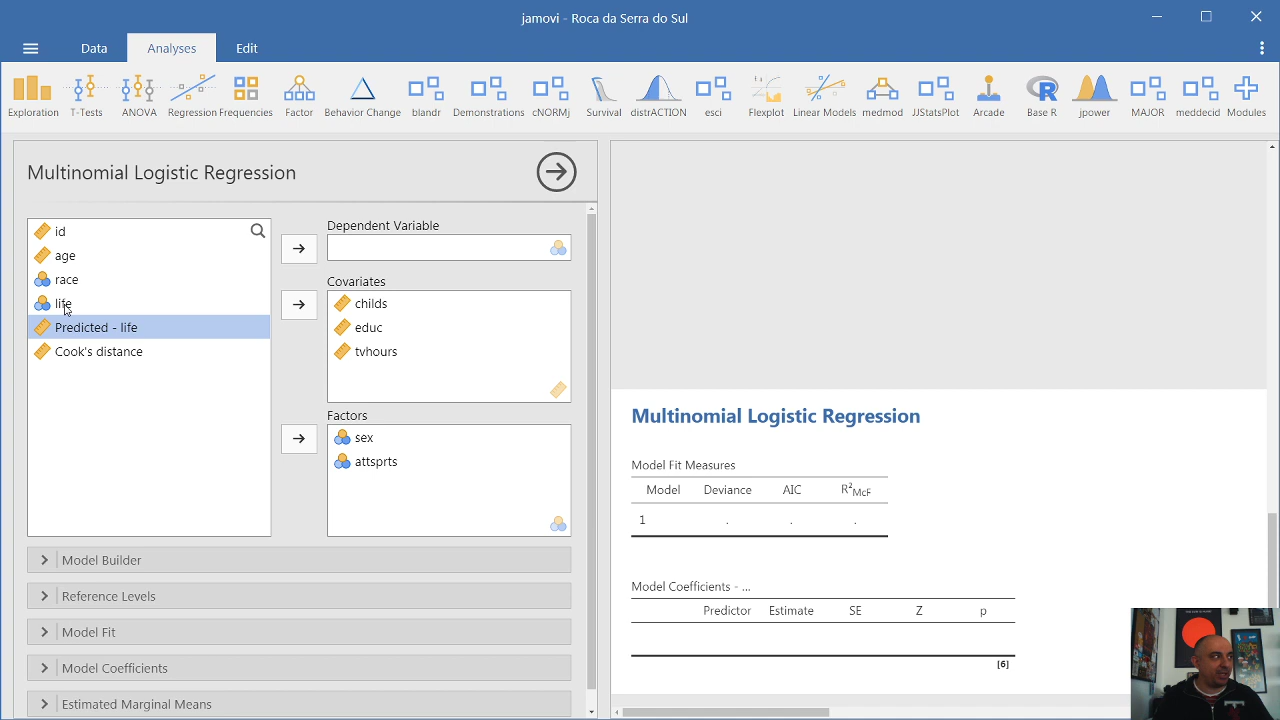 jamovi - Roca da Serra do Sul
Data
Analyses
Edit
Exploration
T-Tests
ANOVA
Regression
Frequencies
Factor
Behavior Change
blandr
Demonstrations
cNORMj
Survival
distrACTION
esci
Flexplot
Linear Models
medmod
JJStatsPlot
Arcade
R
Base R
jpower
MAJOR
meddecid
Modules
Multinomial Logistic Regression
id
age
race
life
Predicted - life
Cook's distance
Dependent Variable
Covariates
childs
educ
tvhours
Factors
sex
attsprts
Model Builder
Reference Levels
Model Fit
Model Coefficients
Estimated Marginal Means
Multinomial Logistic Regression
Model Fit Measures
Model Deviance AIC R²McF
1 . . .
Model Coefficients - ...
Predictor Estimate SE Z p
[6]